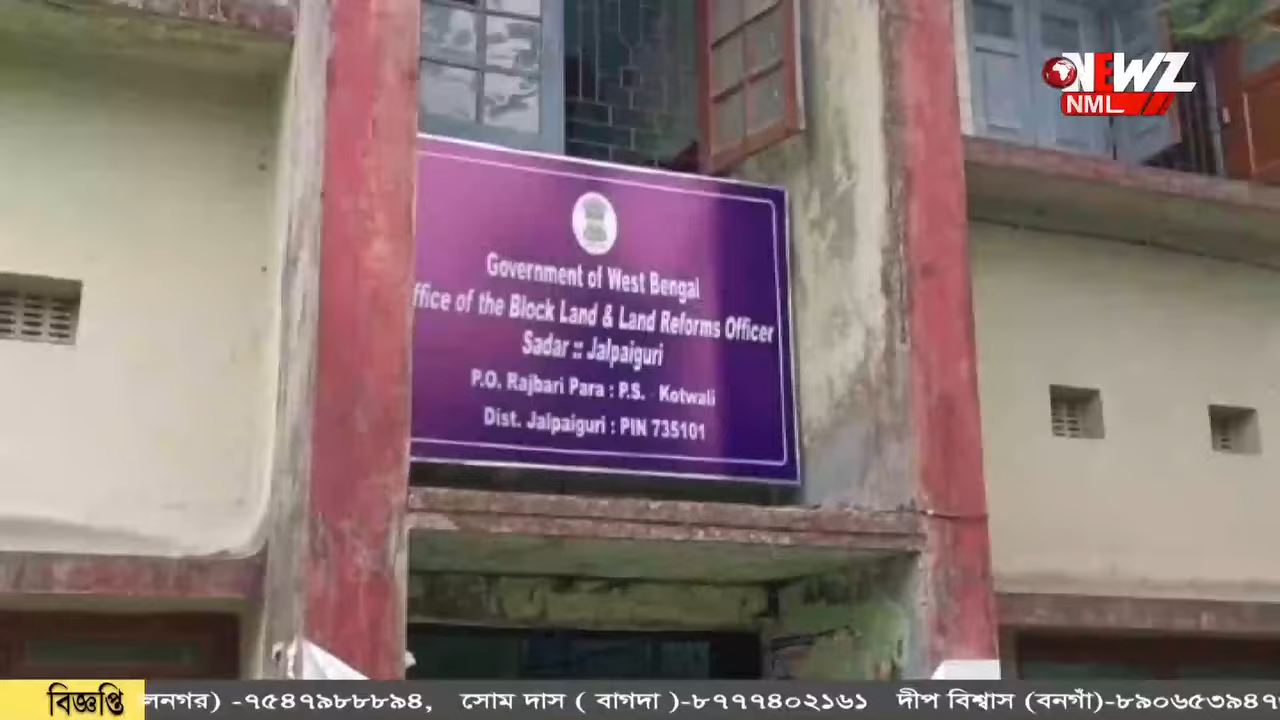 NEWZ
NML
Government of West Bengal
ffice of the Block Land & Land Reforms Officer
Sadar :: Jalpaiguri
P.O. Rajbari Para : P.S. Kotwali
Dist. Jalpaiguri : PIN 735101
বিজ্ঞপ্তি লনগর) -৭৫৪৭৯৮৮৮৯৪, সোম দাস ( বাগদা )-৮৭৭৭৪০২১৬১ দীপ বিশ্বাস (বনগাঁ)-৮৯০৬৫৩৯৪৭